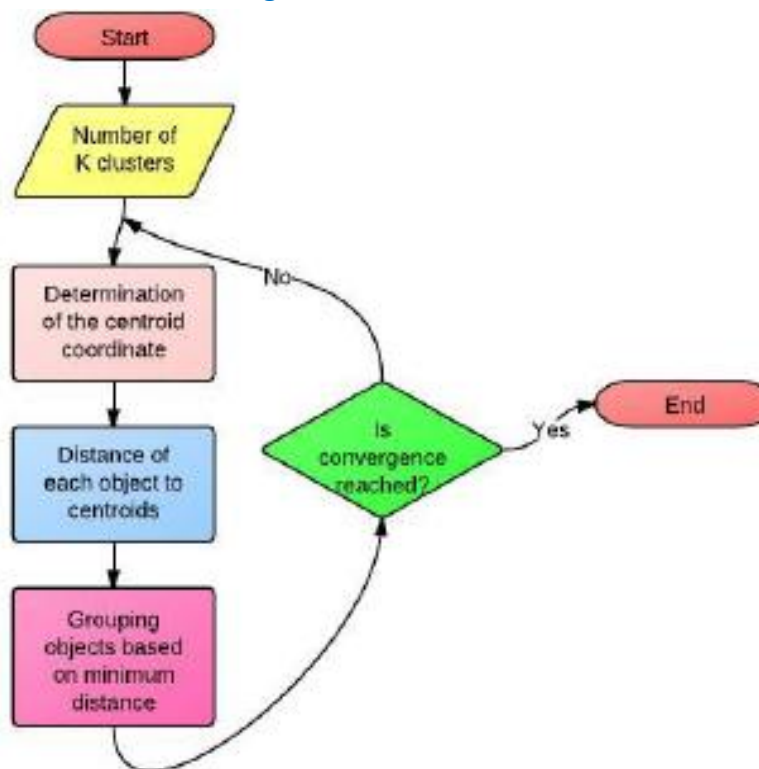 Start
Number of
K clusters
No
Determination
of the centroid
coordinate
End
Is
convergence
reached?
Yes
Distance of
each object to
centroids
Grouping
objects based
on minimum
distance